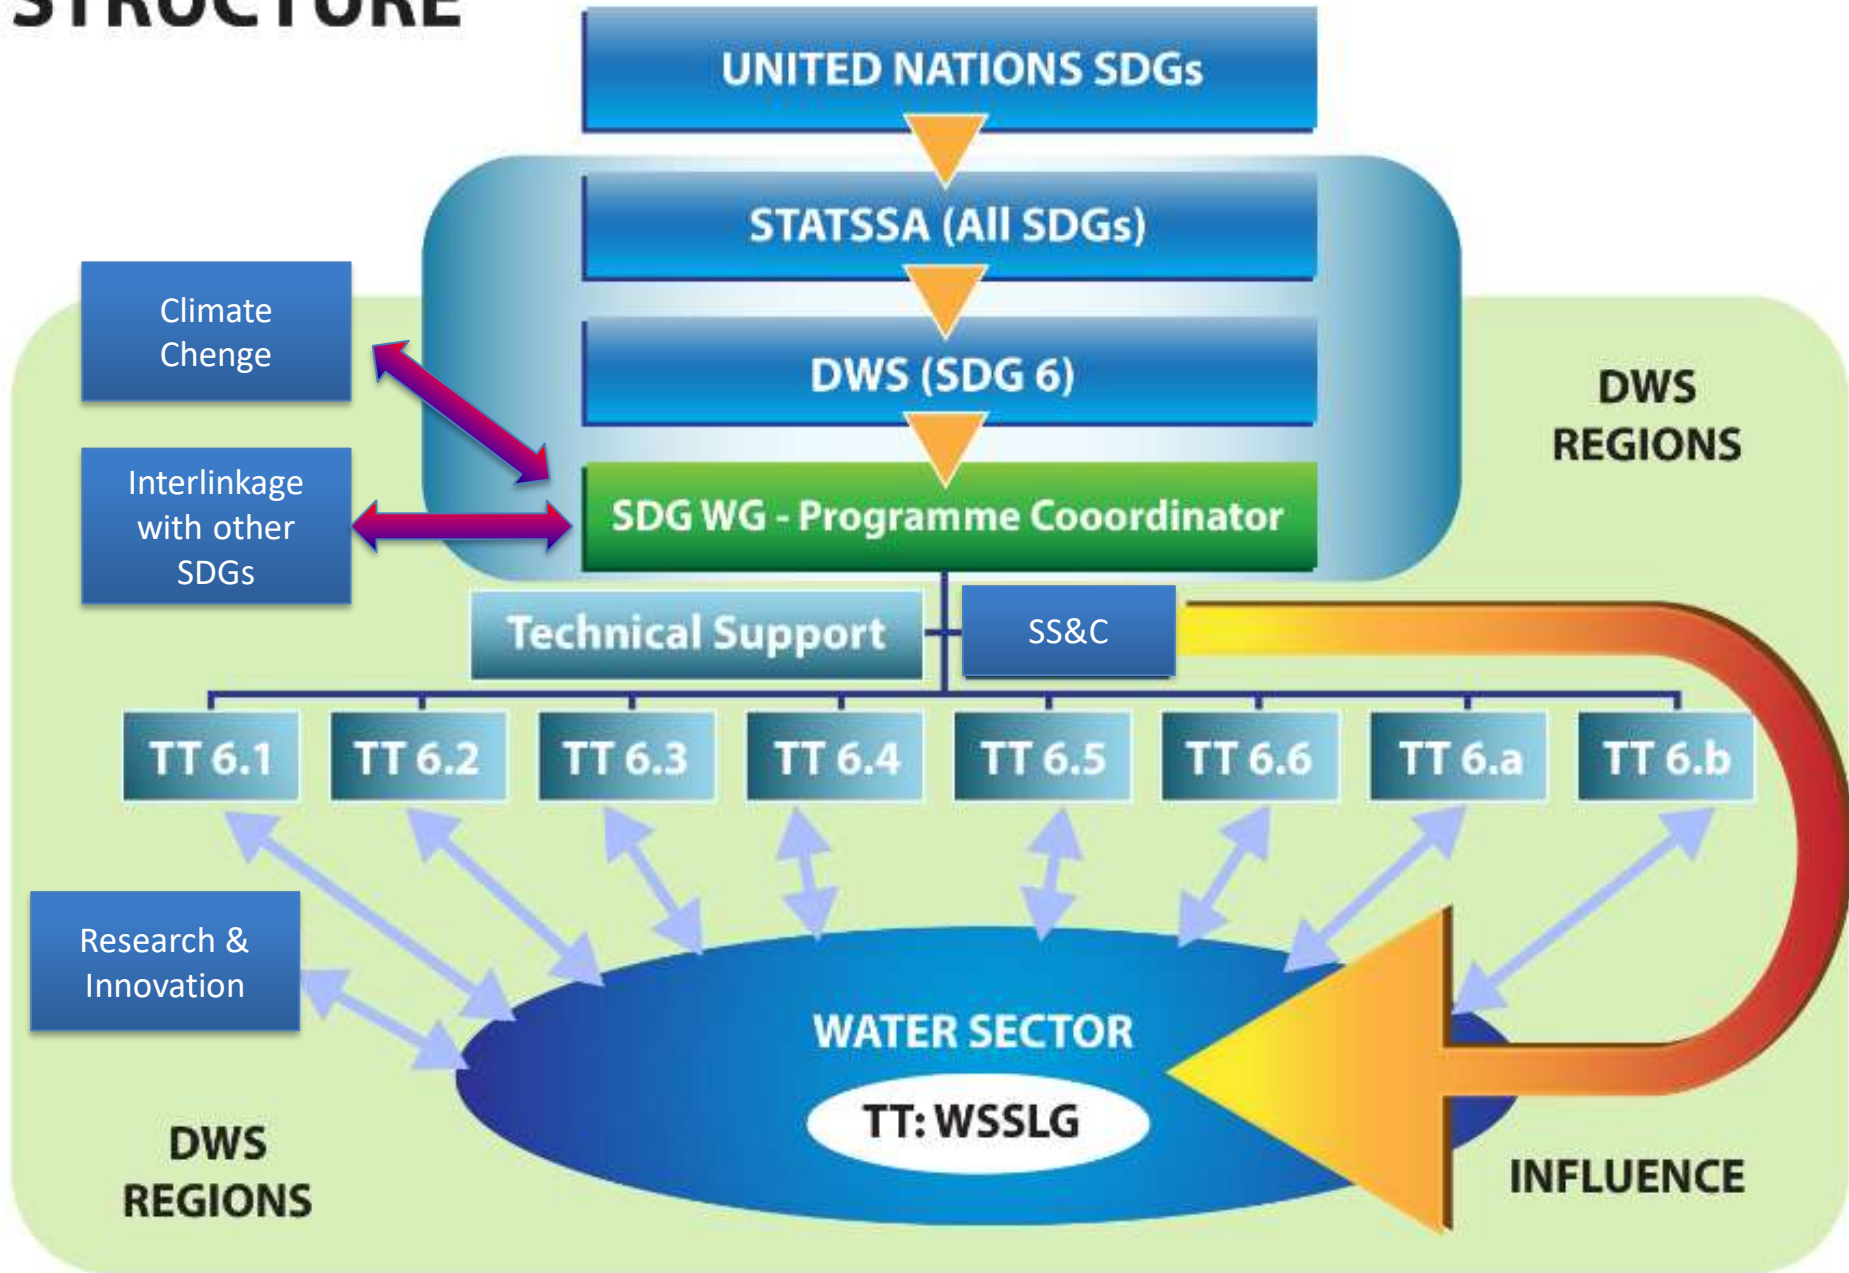 STRUCTURE
UNITED NATIONS SDGs
STATSSA (All SDGs)
Climate
Chenge
DWS (SDG 6)
DWS
REGIONS
Interlinkage
with other
SDGs
SDG WG - Programme Cooordinator
Technical Support
SS&C
TT 6.1
TT 6.2
TT 6.3
TT 6.4
TT 6.5
TT 6.6
TT 6.a
TT 6.b
Research &
Innovation
WATER SECTOR
TT: WSSLG
DWS
REGIONS
INFLUENCE